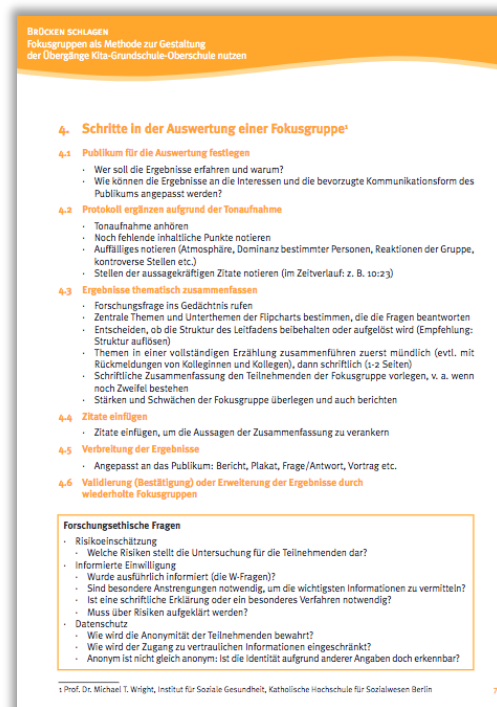 BRÜCKEN SCHLAGEN
Fokusgruppen als Methode zur Gestaltung
der Übergänge Kita-Grundschule-Oberschule nutzen
4. Schritte in der Auswertung einer Fokusgruppe¹
4.1 Publikum für die Auswertung festlegen
· Wer soll die Ergebnisse erfahren und warum?
· Wie können die Ergebnisse an die Interessen und die bevorzugte Kommunikationsform des
Publikums angepasst werden?
4.2 Protokoll ergänzen aufgrund der Tonaufnahme
· Tonaufnahme anhören
· Noch fehlende inhaltliche Punkte notieren
· Auffälliges notieren (Atmosphäre, Dominanz bestimmter Personen, Reaktionen der Gruppe,
kontroverse Stellen etc.)
· Stellen der aussagekräftigen Zitate notieren (im Zeitverlauf: z. B. 10:23)
4.3 Ergebnisse thematisch zusammenfassen
· Forschungsfrage ins Gedächtnis rufen
· Zentrale Themen und Unterthemen der Flipcharts bestimmen, die die Fragen beantworten
· Entscheiden, ob die Struktur des Leitfadens beibehalten oder aufgelöst wird (Empfehlung:
Struktur auflösen)
· Themen in einer vollständigen Erzählung zusammenführen zuerst mündlich (evtl. mit
Rückmeldungen von Kolleginnen und Kollegen), dann schriftlich (1-2 Seiten)
· Schriftliche Zusammenfassung den Teilnehmenden der Fokusgruppe vorlegen, v. a. wenn
noch Zweifel bestehen
· Stärken und Schwächen der Fokusgruppe überlegen und auch berichten
4.4 Zitate einfügen
· Zitate einfügen, um die Aussagen der Zusammenfassung zu verankern
4.5 Verbreitung der Ergebnisse
· Angepasst an das Publikum: Bericht, Plakat, Frage/Antwort, Vortrag etc.
4.6 Validierung (Bestätigung) oder Erweiterung der Ergebnisse durch
wiederholte Fokusgruppen
Forschungsethische Fragen
· Risikoeinschätzung
· Welche Risiken stellt die Untersuchung für die Teilnehmenden dar?
· Informierte Einwilligung
· Wurde ausführlich informiert (die W-Fragen)?
· Sind besondere Anstrengungen notwendig, um die wichtigsten Informationen zu vermitteln?
· Ist eine schriftliche Erklärung oder ein besonderes Verfahren notwendig?
· Muss über Risiken aufgeklärt werden?
· Datenschutz
· Wie wird die Anonymität der Teilnehmenden bewahrt?
· Wie wird der Zugang zu vertraulichen Informationen eingeschränkt?
· Anonym ist nicht gleich anonym: Ist die Identität aufgrund anderer Angaben doch erkennbar?
1 Prof. Dr. Michael T. Wright, Institut für Soziale Gesundheit, Katholische Hochschule für Sozialwesen Berlin
7